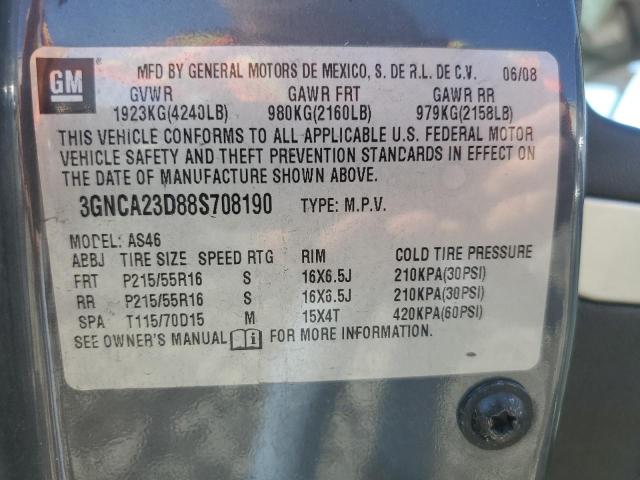 GM ® MFD BY GENERAL MOTORS DE MEXICO, S. DE R.L. DE C.V. 06/08
GVWR GAWR FRT GAWR RR
1923KG(4240LB) 980KG(2160LB) 979KG(2158LB)
THIS VEHICLE CONFORMS TO ALL APPLICABLE U.S. FEDERAL MOTOR
VEHICLE SAFETY AND THEFT PREVENTION STANDARDS IN EFFECT ON
THE DATE OF MANUFACTURE SHOWN ABOVE.
3GNCA23D88S708190 TYPE: M.P.V.
MODEL: AS46
ABBJ TIRE SIZE SPEED RTG RIM COLD TIRE PRESSURE
FRT P215/55R16 S 16X6.5J 210KPA(30PSI)
RR P215/55R16 S 16X6.5J 210KPA(30PSI)
SPA T115/70D15 M 15X4T 420KPA(60PSI)
SEE OWNER'S MANUAL i FOR MORE INFORMATION.